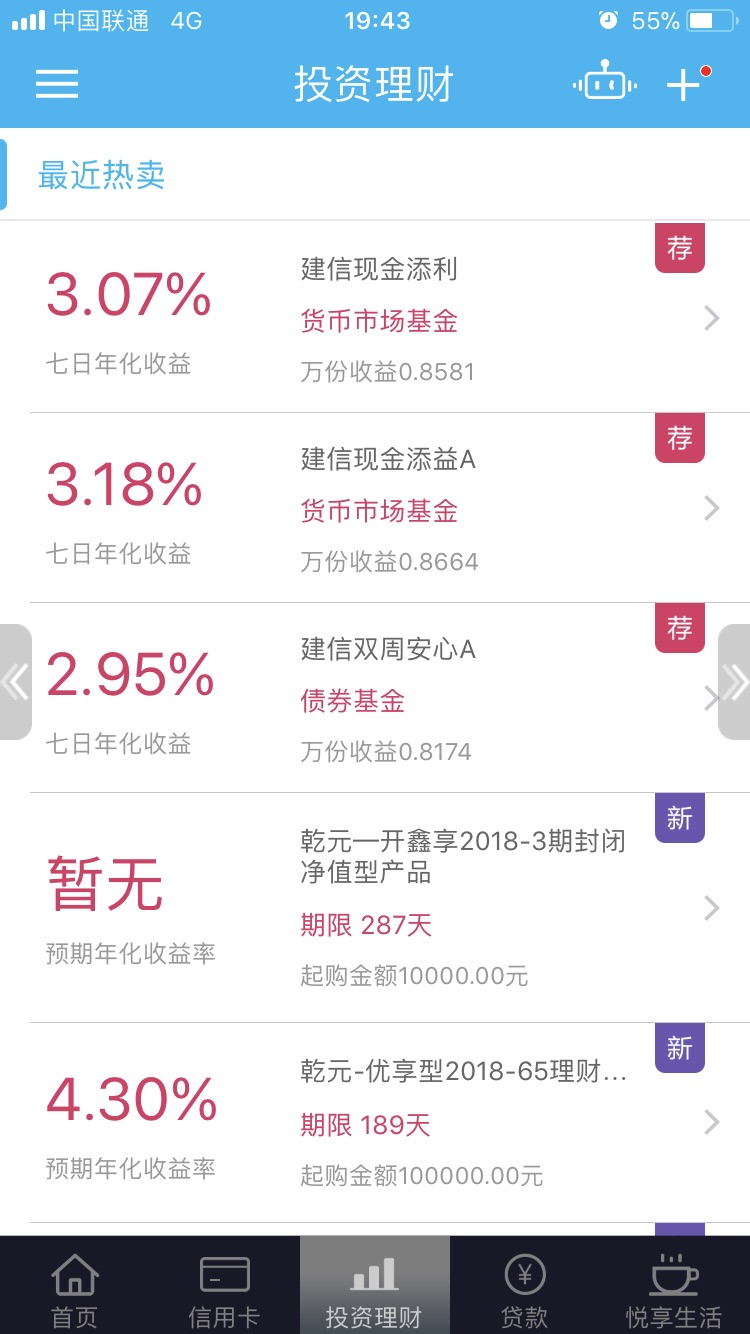 中国联通 4G 19:43 55%
投资理财
最近热卖
荐
3.07%
七日年化收益
建信现金添利
货币市场基金
万份收益0.8581
荐
3.18%
七日年化收益
建信现金添益A
货币市场基金
万份收益0.8664
荐
2.95%
七日年化收益
建信双周安心A
债券基金
万份收益0.8174
新
暂无
预期年化收益率
乾元一开鑫享2018-3期封闭
净值型产品
期限 287天
起购金额10000.00元
新
4.30%
预期年化收益率
乾元-优享型2018-65理财...
期限 189天
起购金额100000.00元
首页 信用卡 投资理财 贷款 悦享生活